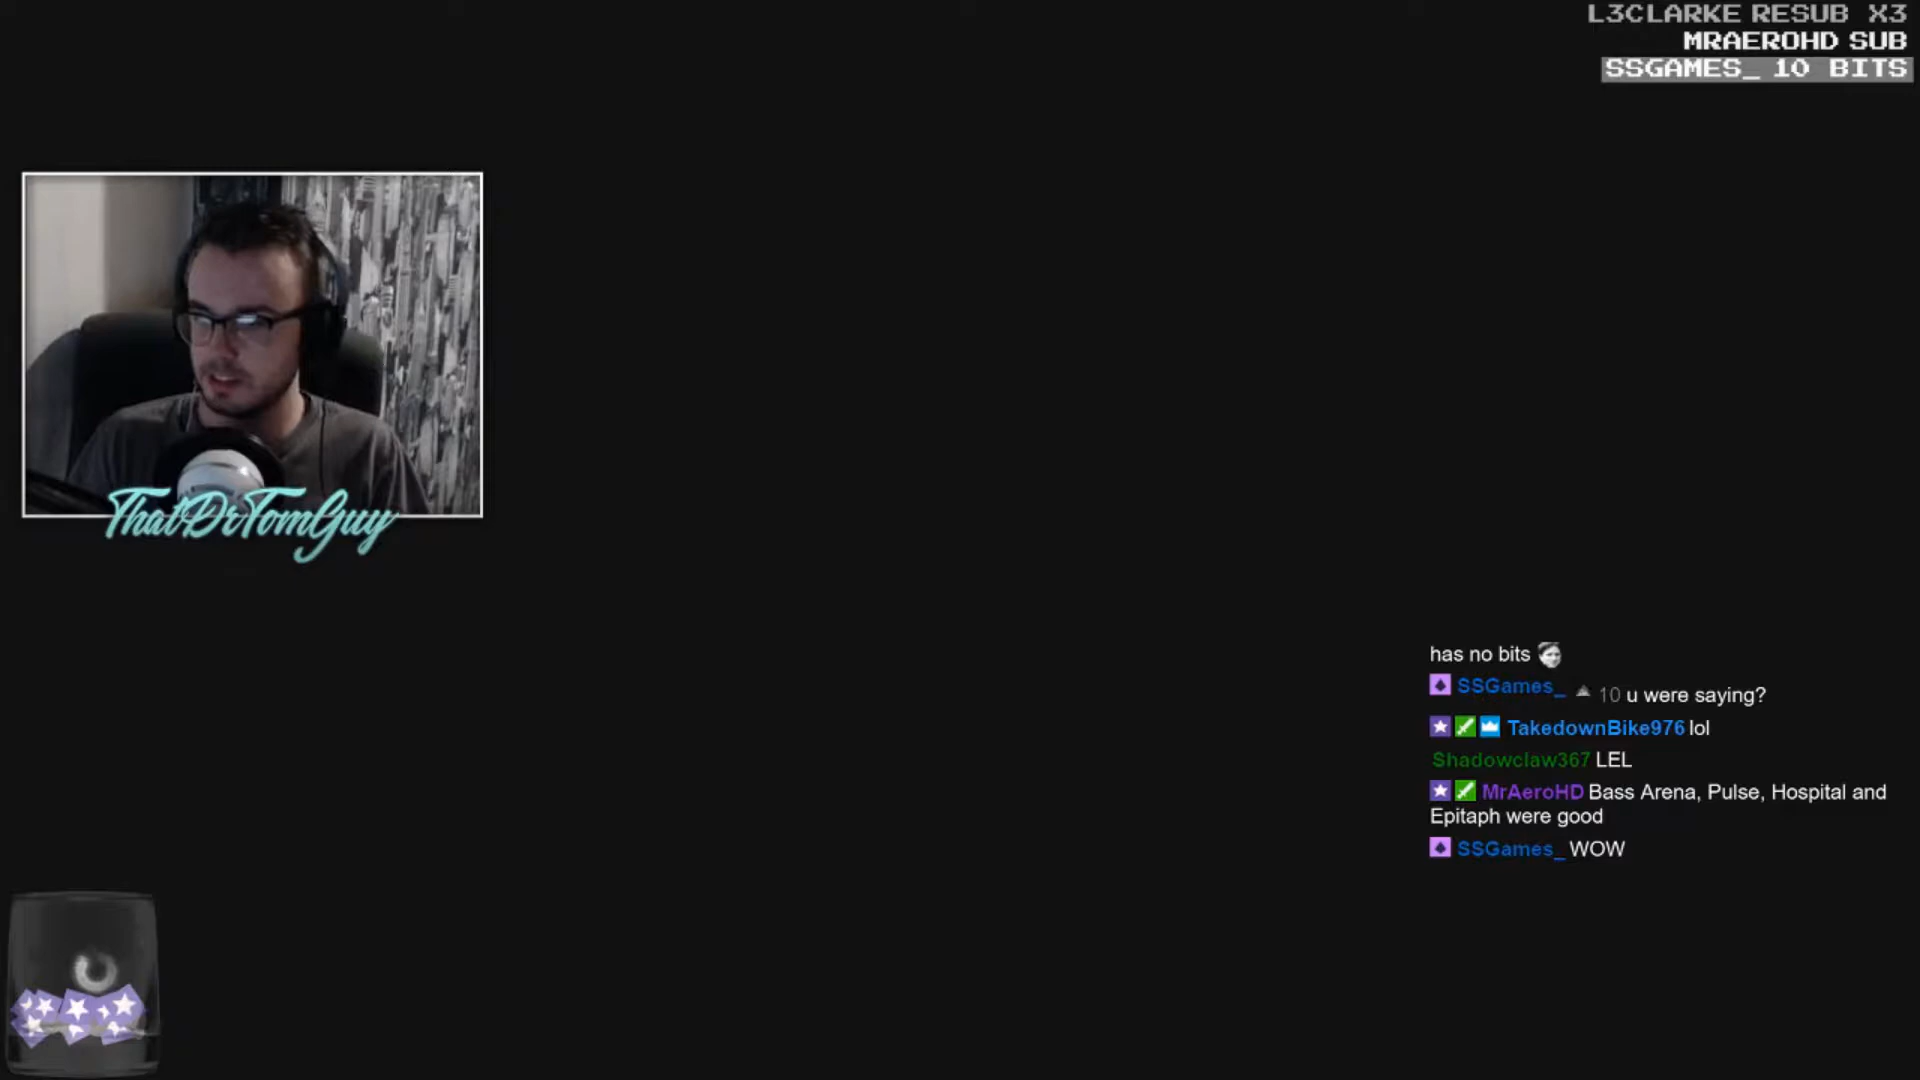 L3CLARKE RESUB X3
MRAEROHD SUB
SSGAMES_ 10 BITS
ThatDrTomGuy
has no bits
SSGames_ 10 u were saying?
TakedownBike976 lol
Shadowclaw367 LEL
MrAeroHD Bass Arena, Pulse, Hospital and
Epitaph were good
SSGames_ WOW